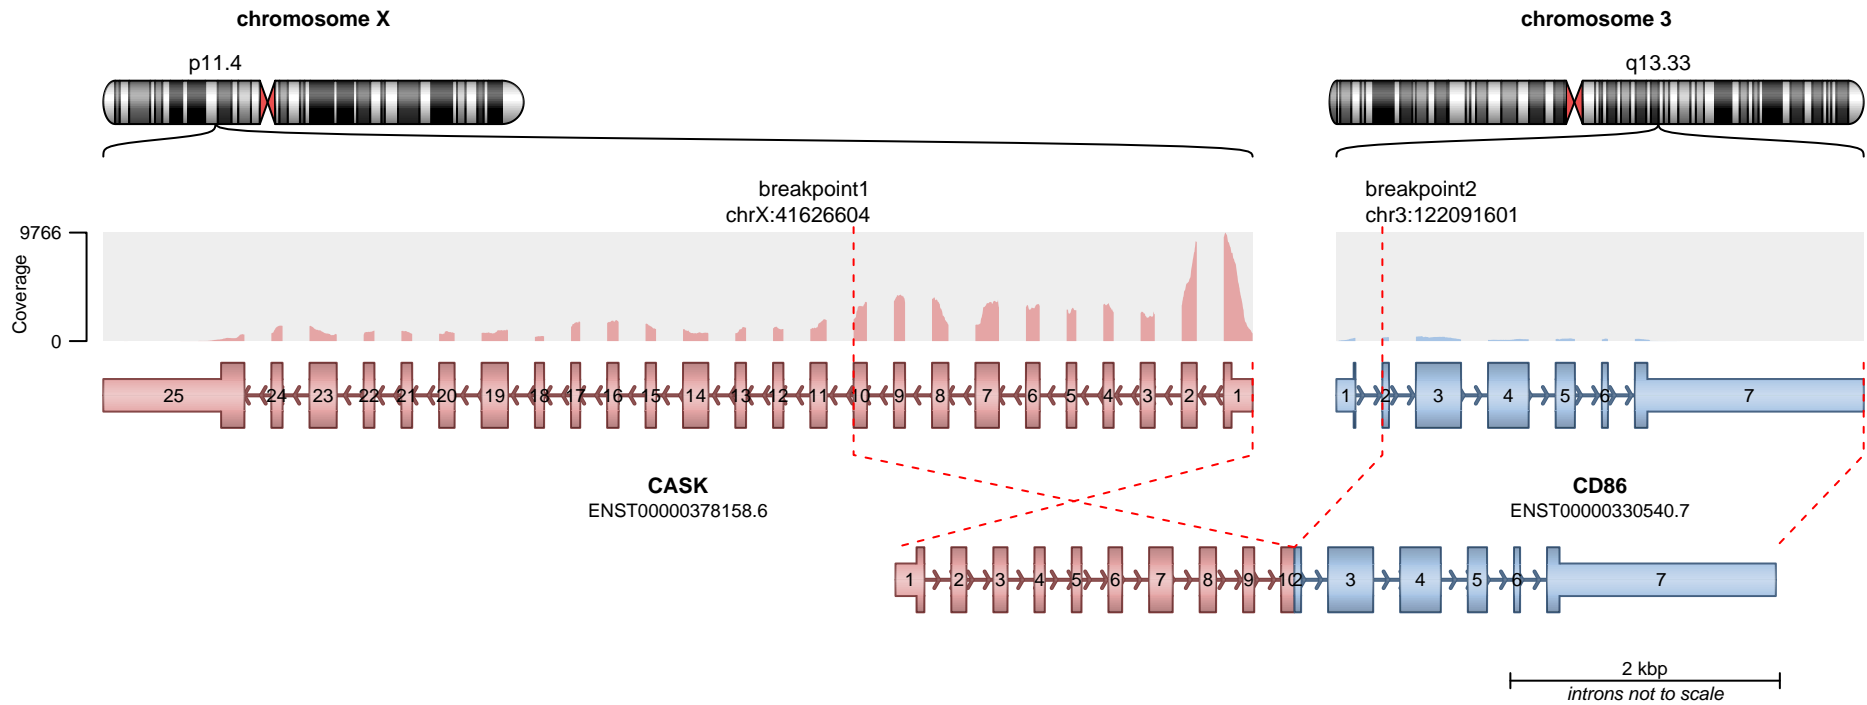 chromosome X
chromosome 3
p11.4
q13.33
breakpoint1
chrX:41626604
breakpoint2
chr3:122091601
9766
Coverage
0
25 24 23 22 21 20 19 18 17 16 15 14 13 12 11 10 9 8 7 6 5 4 3 2 1
1 2 3 4 5 6 7
CASK
ENST00000378158.6
CD86
ENST00000330540.7
1 2 3 4 5 6 7 8 9 10 2 3 4 5 6 7
2 kbp
introns not to scale